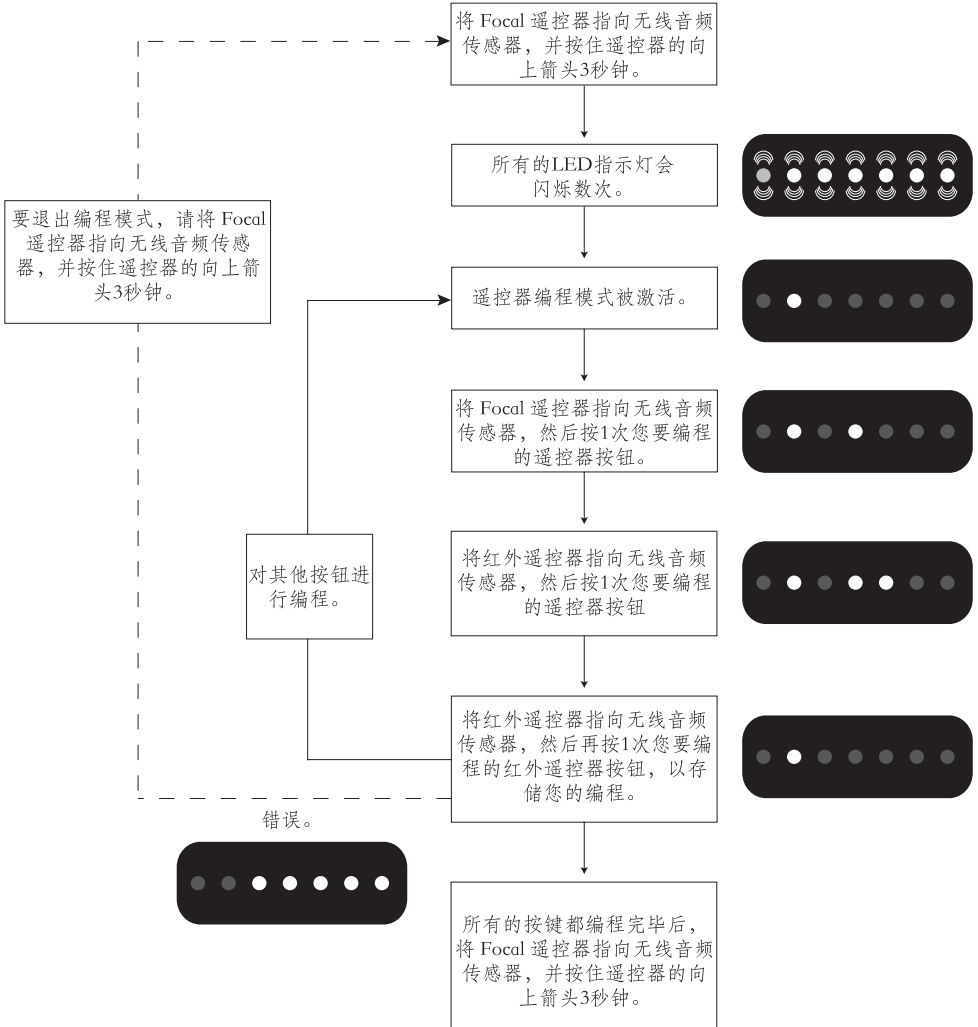 将 Focal 遥控器指向无线音频
传感器，并按住遥控器的向
上箭头3秒钟。
所有的LED指示灯会
闪烁数次。
要退出编程模式，请将 Focal
遥控器指向无线音频传感
器，并按住遥控器的向上箭
头3秒钟。
遥控器编程模式被激活。
将 Focal 遥控器指向无线音频
传感器，然后按1次您要编程
的遥控器按钮。
将红外遥控器指向无线音频
传感器，然后按1次您要编程
的遥控器按钮
对其他按钮进
行编程。
将红外遥控器指向无线音频
传感器，然后再按1次您要编
程的红外遥控器按钮，以存
储您的编程。
错误。
所有的按键都编程完毕后，
将 Focal 遥控器指向无线音频
传感器，并按住遥控器的向
上箭头3秒钟。